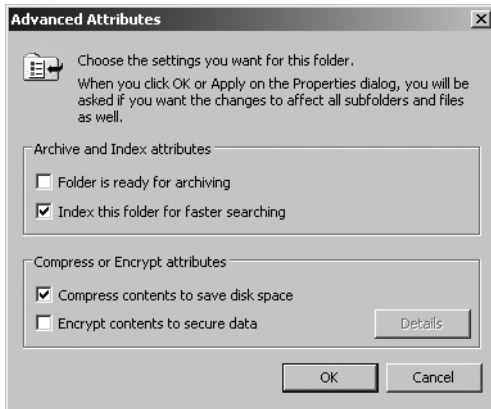 Advanced Attributes
Choose the settings you want for this folder.
When you click OK or Apply on the Properties dialog, you will be
asked if you want the changes to affect all subfolders and files
as well.
Archive and Index attributes
Folder is ready for archiving
Index this folder for faster searching
Compress or Encrypt attributes
Compress contents to save disk space
Encrypt contents to secure data
Details
OK
Cancel